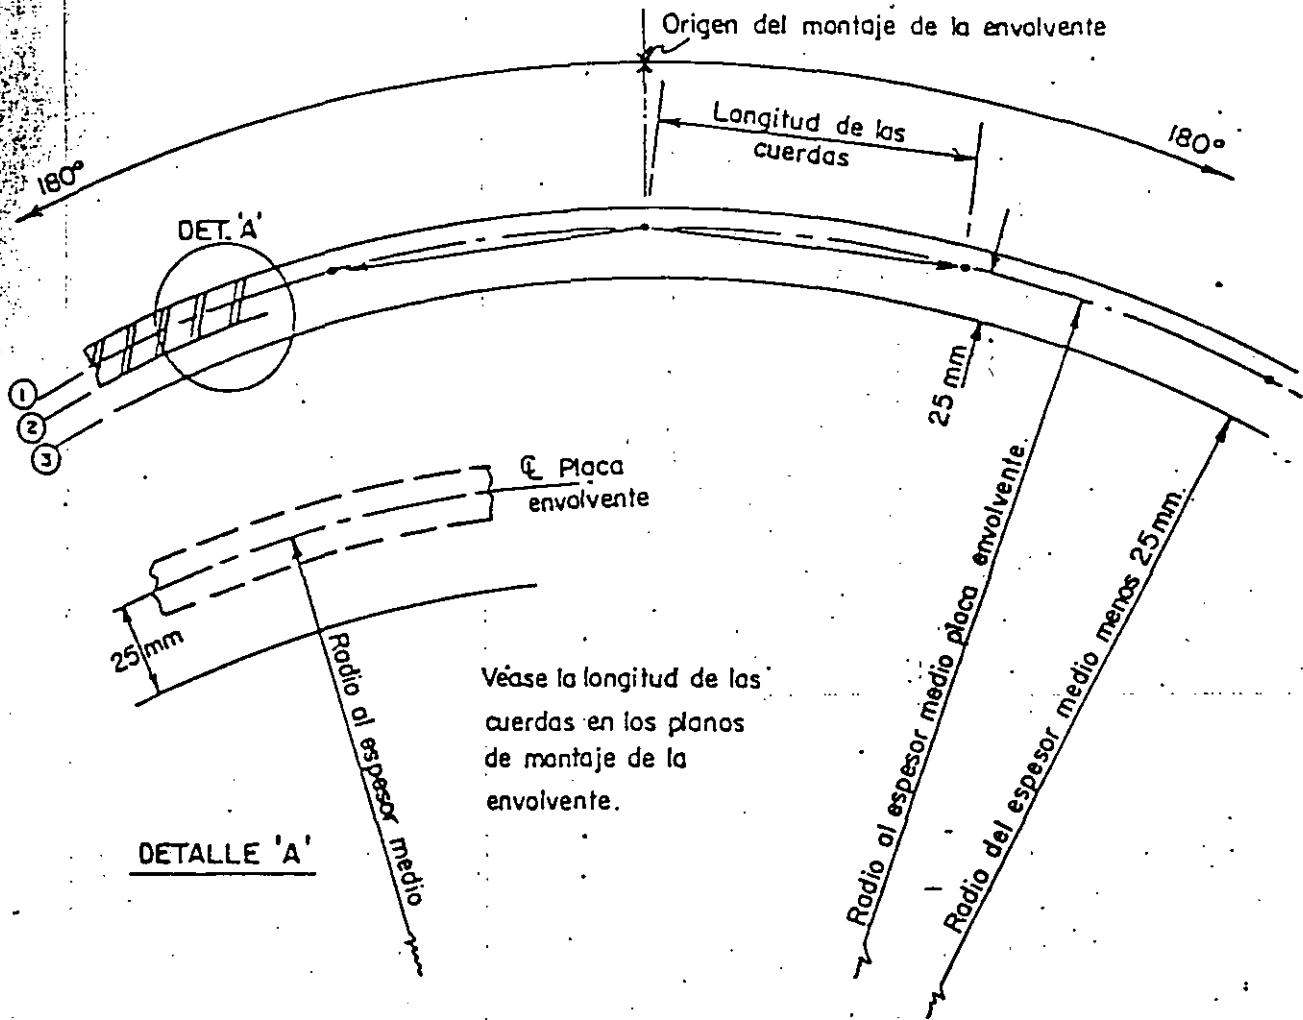 Origen del montaje de la envolvente
Longitud de las
cuerdas
180°
180°
DET. 'A'
1
2
3
25 mm
℄ Placa
envolvente
25 mm
Radio al espesor medio
Radio al espesor medio placa envolvente.
Radio del espesor medio menos 25 mm.
Véase la longitud de las
cuerdas en los planos
de montaje de la
envolvente.
DETALLE 'A'